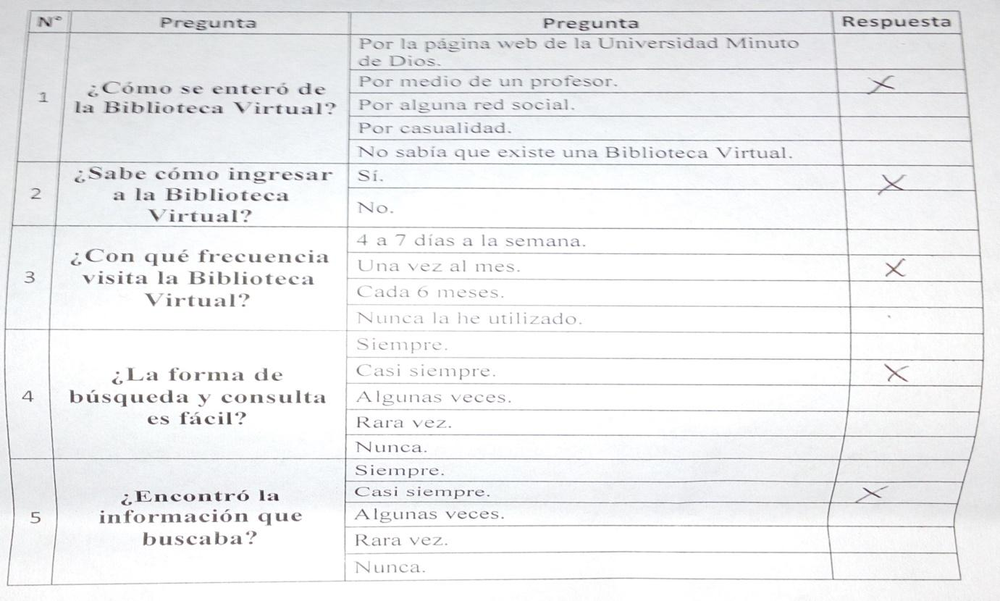 N° Pregunta Pregunta Respuesta
1
¿Cómo se enteró de
la Biblioteca Virtual?
Por la página web de la Universidad Minuto
de Dios.
Por medio de un profesor. X
Por alguna red social.
Por casualidad.
No sabía que existe una Biblioteca Virtual.
2
¿Sabe cómo ingresar
a la Biblioteca
Virtual?
Sí. X
No.
3
¿Con qué frecuencia
visita la Biblioteca
Virtual?
4 a 7 días a la semana.
Una vez al mes. X
Cada 6 meses.
Nunca la he utilizado.
4
¿La forma de
búsqueda y consulta
es fácil?
Siempre.
Casi siempre. X
Algunas veces.
Rara vez.
Nunca.
5
¿Encontró la
información que
buscaba?
Siempre.
Casi siempre. X
Algunas veces.
Rara vez.
Nunca.